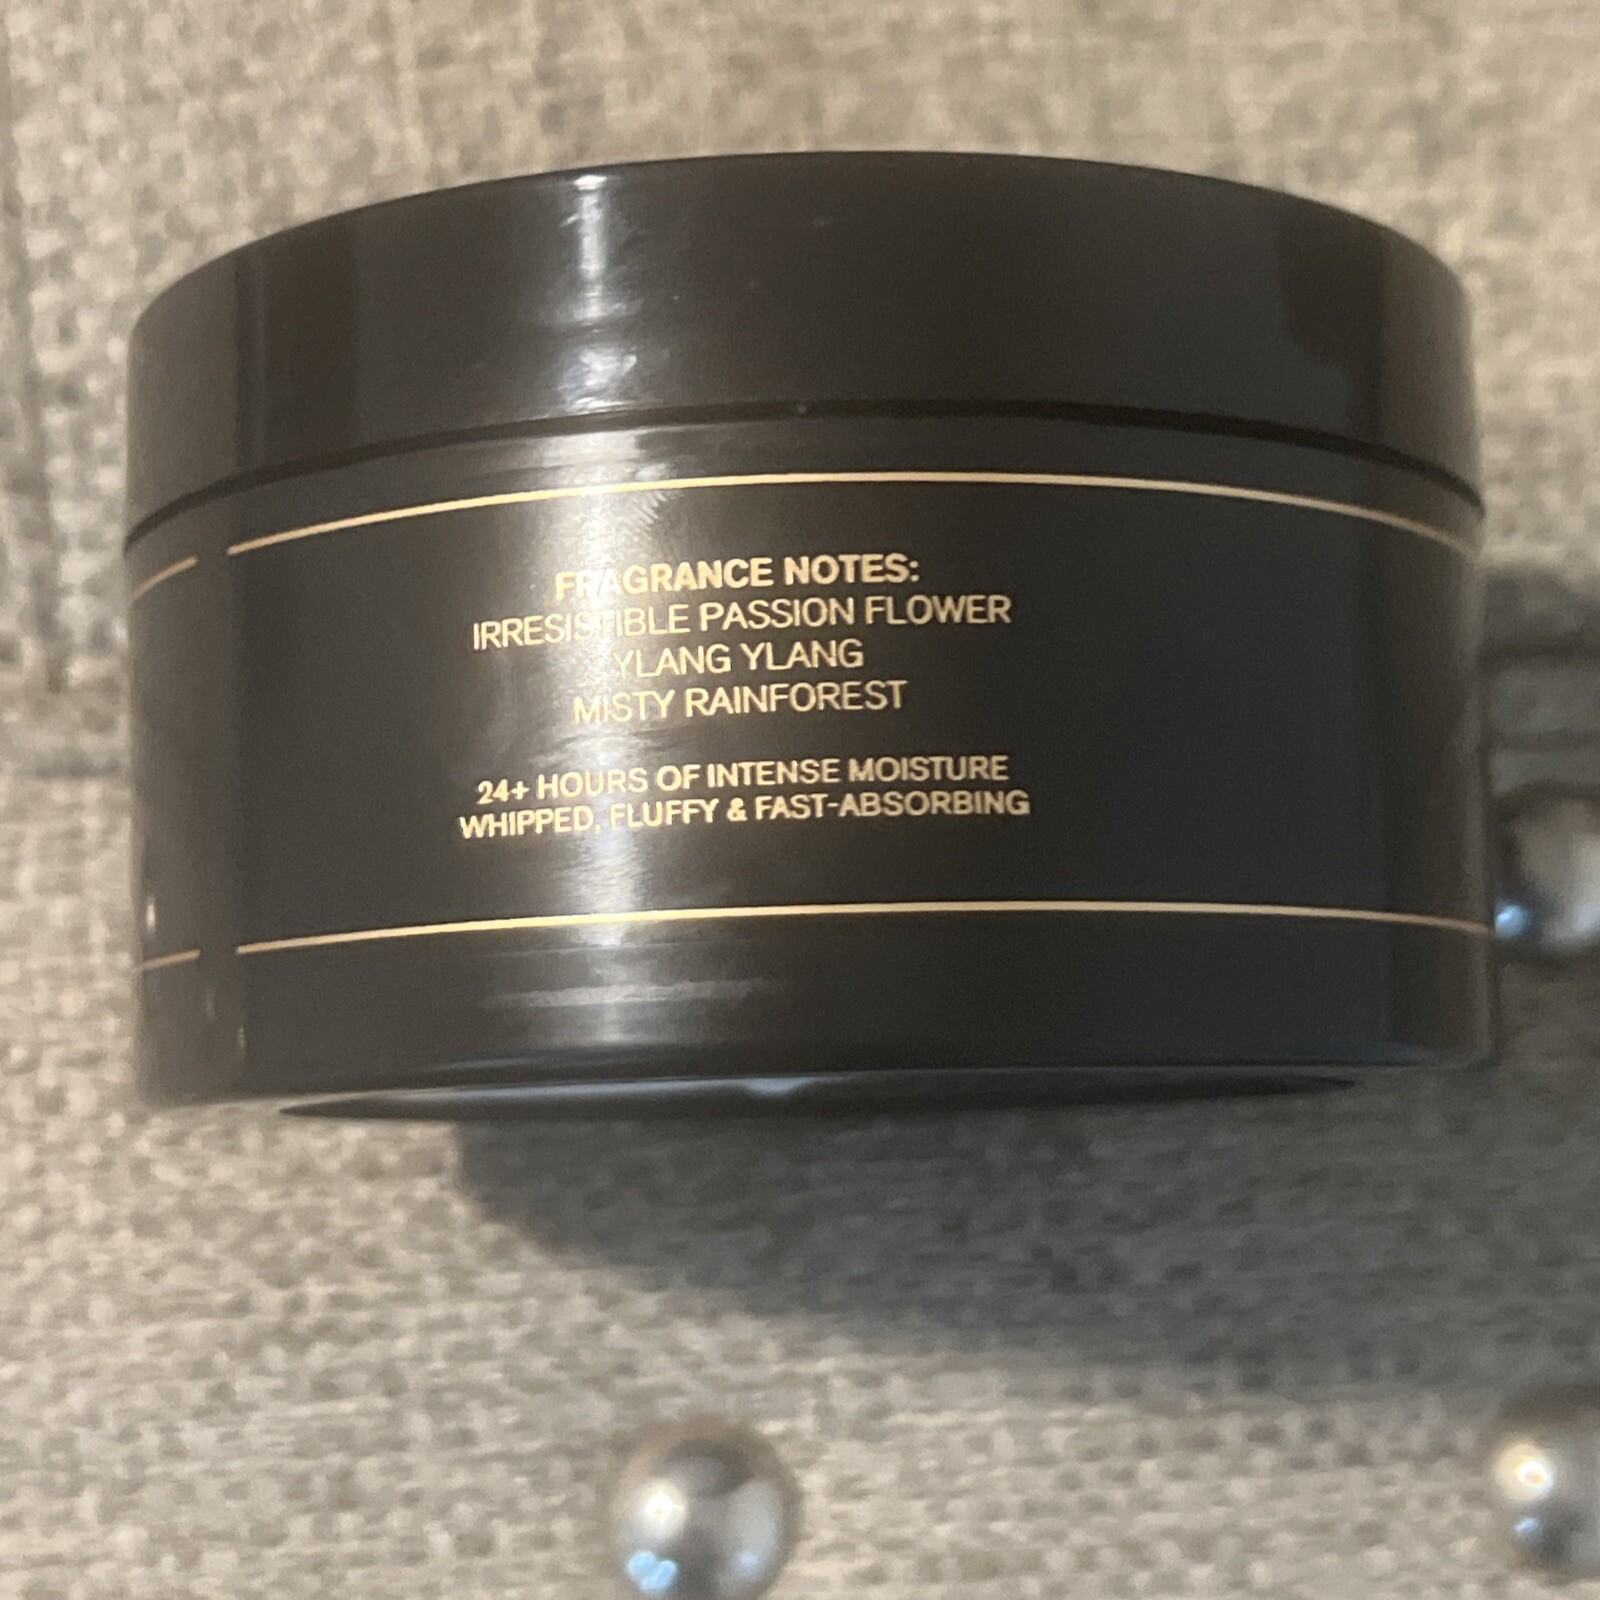 FRAGRANCE NOTES:
IRRESISTIBLE PASSION FLOWER
YLANG YLANG
MISTY RAINFOREST
24+ HOURS OF INTENSE MOISTURE
WHIPPED, FLUFFY & FAST-ABSORBING